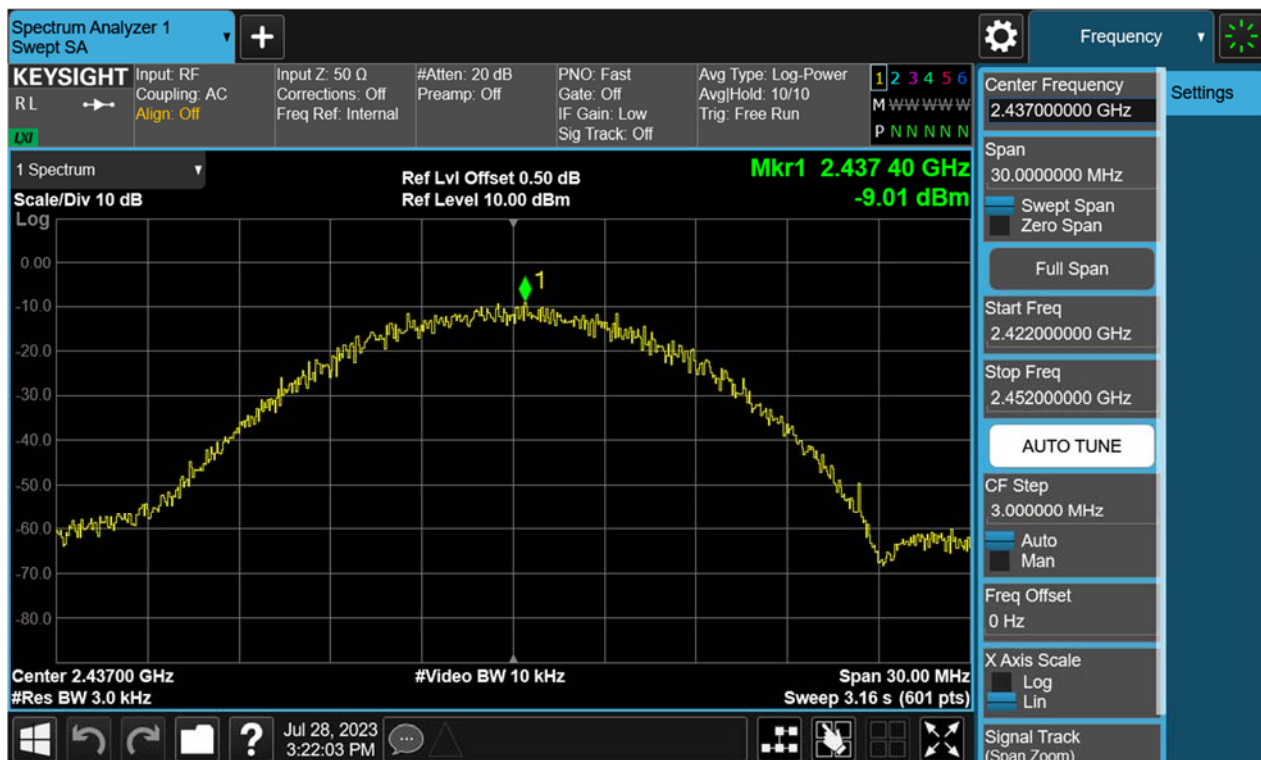 Spectrum Analyzer 1
Swept SA
+
Frequency
KEYSIGHT
R L
LXI
Input: RF
Coupling: AC
Align: Off
Input Z: 50 Ω
Corrections: Off
Freq Ref: Internal
#Atten: 20 dB
Preamp: Off
PNO: Fast
Gate: Off
IF Gain: Low
Sig Track: Off
Avg Type: Log-Power
Avg|Hold: 10/10
Trig: Free Run
1 2 3 4 5 6
M W W W W W W
P N N N N N N
1 Spectrum
Scale/Div 10 dB
Log
Ref Lvl Offset 0.50 dB
Ref Level 10.00 dBm
Mkr1 2.437 40 GHz
-9.01 dBm
1
0.00
-10.0
-20.0
-30.0
-40.0
-50.0
-60.0
-70.0
-80.0
Center 2.43700 GHz
#Res BW 3.0 kHz
#Video BW 10 kHz
Span 30.00 MHz
Sweep 3.16 s (601 pts)
?
Jul 28, 2023
3:22:03 PM
Center Frequency
2.437000000 GHz
Settings
Span
30.0000000 MHz
Swept Span
Zero Span
Full Span
Start Freq
2.422000000 GHz
Stop Freq
2.452000000 GHz
AUTO TUNE
CF Step
3.000000 MHz
Auto
Man
Freq Offset
0 Hz
X Axis Scale
Log
Lin
Signal Track
(Span Zoom)